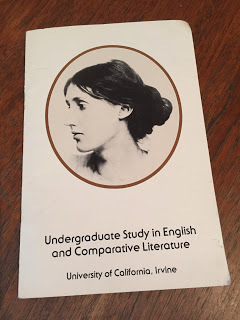 Undergraduate Study in English
and Comparative Literature
University of California, Irvine